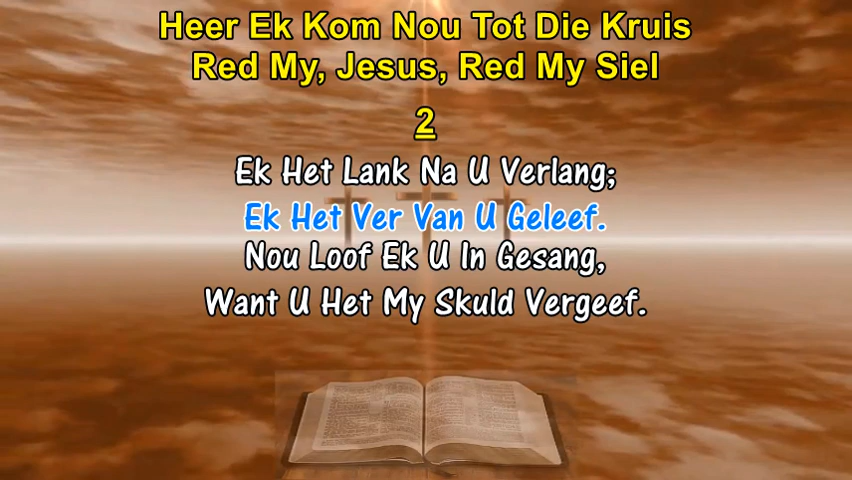 Heer Ek Kom Nou Tot Die Kruis
Red My, Jesus, Red My Siel
2
Ek Het Lank Na U Verlang;
Ek Het Ver Van U Geleef.
Nou Loof Ek U In Gesang,
Want U Het My Skuld Vergeef.